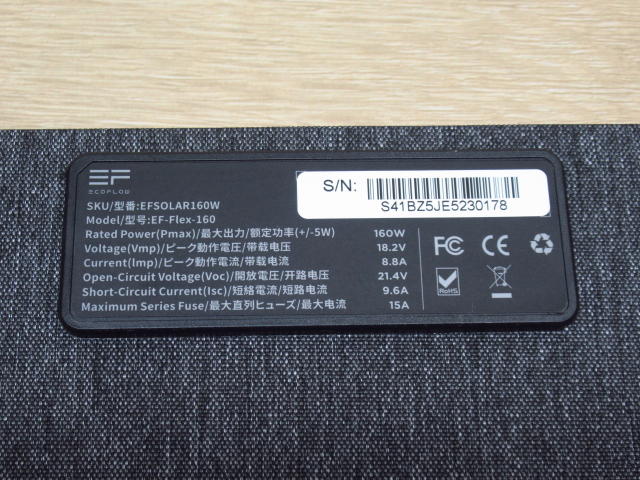 EF
ECOFLOW
S/N:
S41BZ5JE5230178
SKU/型番:EFSOLAR160W
Model/型号:EF-Flex-160
Rated Power(Pmax)/最大出力/额定功率(+/-5W) 160W
Voltage(Vmp)/ピーク動作電圧/带载电压 18.2V
Current(Imp)/ピーク動作電流/带载电流 8.8A
Open-Circuit Voltage(Voc)/開放電圧/开路电压 21.4V
Short-Circuit Current(Isc)/短絡電流/短路电流 9.6A
Maximum Series Fuse/最大直列ヒューズ/最大电流 15A
FC CE
RoHS